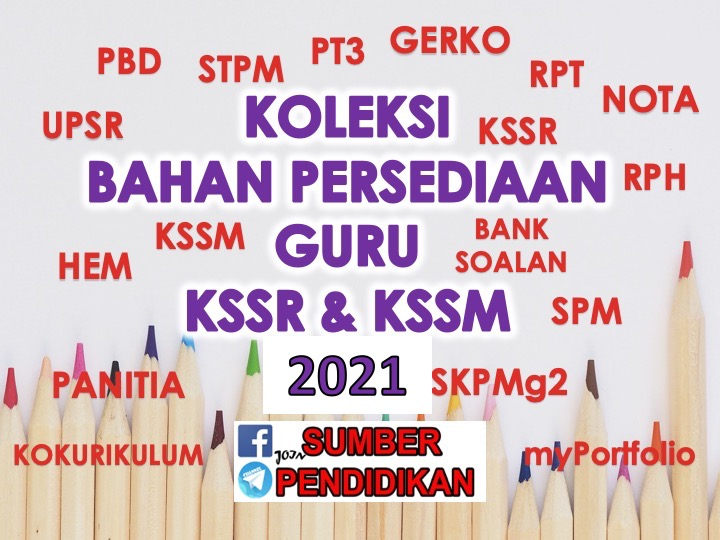 PBD
STPM
PT3
GERKO
RPT
NOTA
UPSR
KOLEKSI
KSSR
BAHAN PERSEDIAAN
RPH
KSSM
GURU
BANK
SOALAN
HEM
KSSR & KSSM
SPM
PANITIA
2021
SKPMg2
KOKURIKULUM
JOIN
SUMBER
PENDIDIKAN
myPortfolio